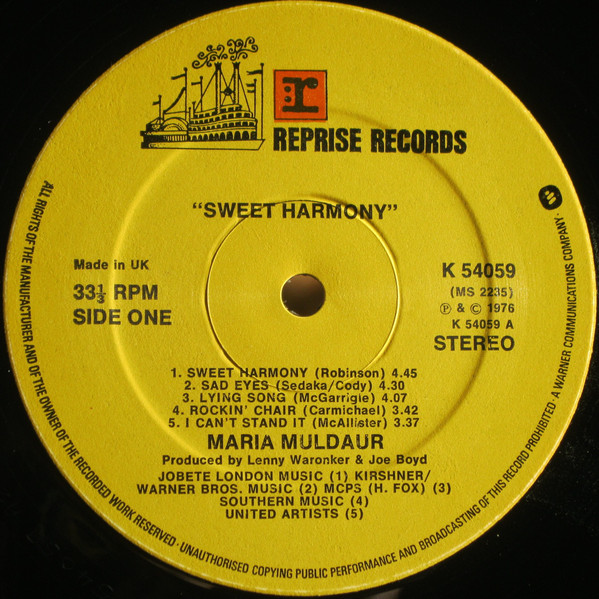 r
REPRISE RECORDS
"SWEET HARMONY"
Made in UK
33⅓ RPM
SIDE ONE
K 54059
(MS 2235)
Ⓟ & © 1976
K 54059 A
STEREO
1. SWEET HARMONY (Robinson) 4.45
2. SAD EYES (Sedaka/Cody) 4.30
3. LYING SONG (McGarrigle) 4.07
4. ROCKIN' CHAIR (Carmichael) 3.42
5. I CAN'T STAND IT (McAllister) 3.37
MARIA MULDAUR
Produced by Lenny Waronker & Joe Boyd
JOBETE LONDON MUSIC (1) KIRSHNER/
WARNER BROS. MUSIC (2) MCPS (H. FOX) (3)
SOUTHERN MUSIC (4)
UNITED ARTISTS (5)
ALL RIGHTS OF THE MANUFACTURER AND OF THE OWNER OF THE RECORDED WORK RESERVED · UNAUTHORISED COPYING PUBLIC PERFORMANCE AND BROADCASTING OF THIS RECORD PROHIBITED · A WARNER COMMUNICATIONS COMPANY ·